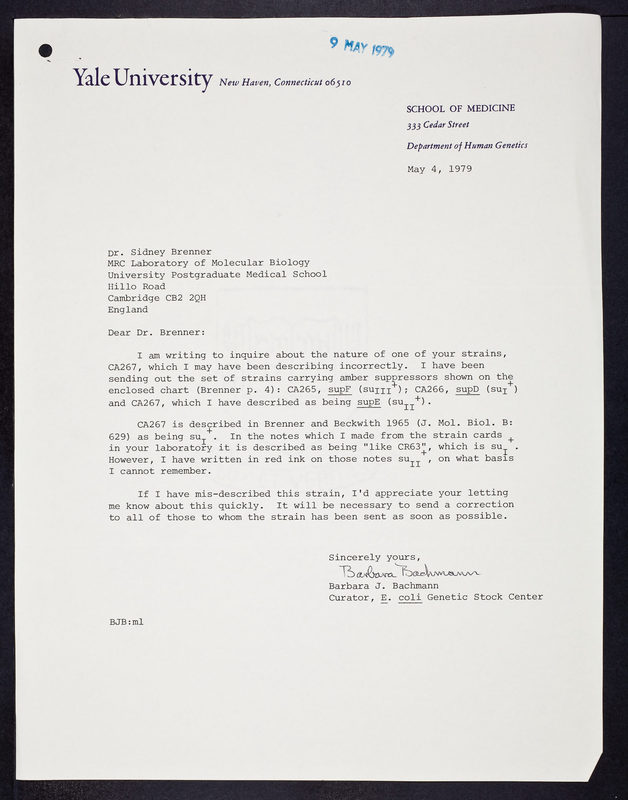 9 MAY 1979
Yale University New Haven, Connecticut 06510
SCHOOL OF MEDICINE
333 Cedar Street
Department of Human Genetics
May 4, 1979
Dr. Sidney Brenner
MRC Laboratory of Molecular Biology
University Postgraduate Medical School
Hillo Road
Cambridge CB2 2QH
England
Dear Dr. Brenner:
I am writing to inquire about the nature of one of your strains,
CA267, which I may have been describing incorrectly. I have been
sending out the set of strains carrying amber suppressors shown on the
enclosed chart (Brenner p. 4): CA265, supF (suIII+); CA266, supD (suI+)
and CA267, which I have described as being supE (suII+).
CA267 is described in Brenner and Beckwith 1965 (J. Mol. Biol. B:
629) as being suI+. In the notes which I made from the strain cards
in your laboratory it is described as being "like CR63", which is suI+.
However, I have written in red ink on those notes suII+, on what basis
I cannot remember.
If I have mis-described this strain, I'd appreciate your letting
me know about this quickly. It will be necessary to send a correction
to all of those to whom the strain has been sent as soon as possible.
Sincerely yours,
Barbara Bachmann
Barbara J. Bachmann
Curator, E. coli Genetic Stock Center
BJB:ml